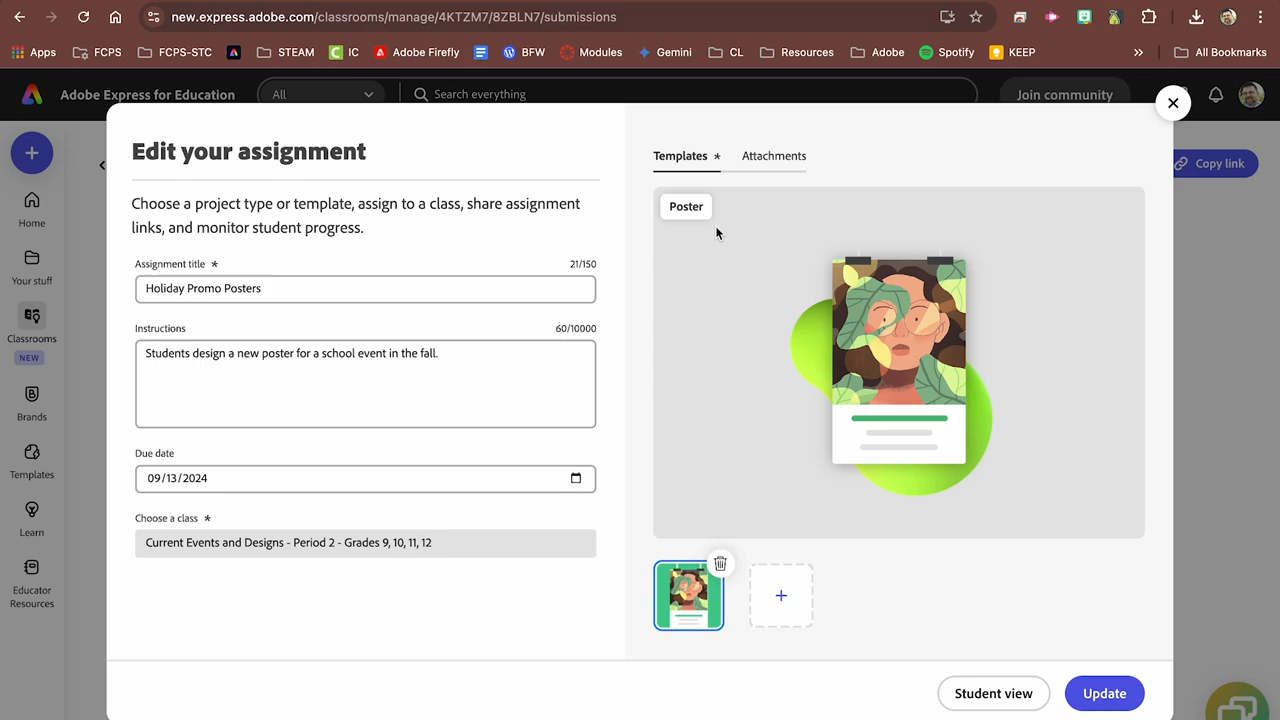 new.express.adobe.com/classrooms/manage/4KTZM7/8ZBLN7/submissions
Apps FCPS FCPS-STC STEAM IC Adobe Firefly BFW Modules Gemini CL Resources Adobe Spotify KEEP » All Bookmarks
Adobe Express for Education All Search everything Join community
Copy link
Home
Your stuff
Classrooms
NEW
Brands
Templates
Learn
Educator
Resources
Edit your assignment
Choose a project type or template, assign to a class, share assignment
links, and monitor student progress.
Assignment title * 21/150
Holiday Promo Posters
Instructions 60/10000
Students design a new poster for a school event in the fall.
Due date
09/13/2024
Choose a class *
Current Events and Designs - Period 2 - Grades 9, 10, 11, 12
Templates * Attachments
Poster
Student view Update